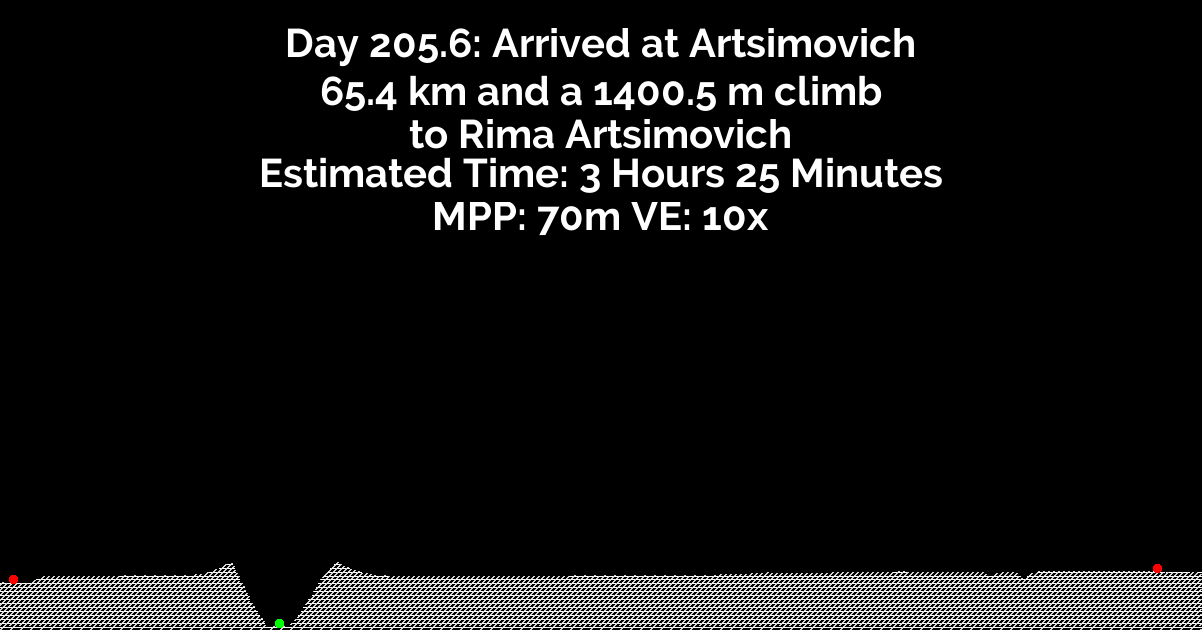 Day 205.6: Arrived at Artsimovich
65.4 km and a 1400.5 m climb
to Rima Artsimovich
Estimated Time: 3 Hours 25 Minutes
MPP: 70m VE: 10x